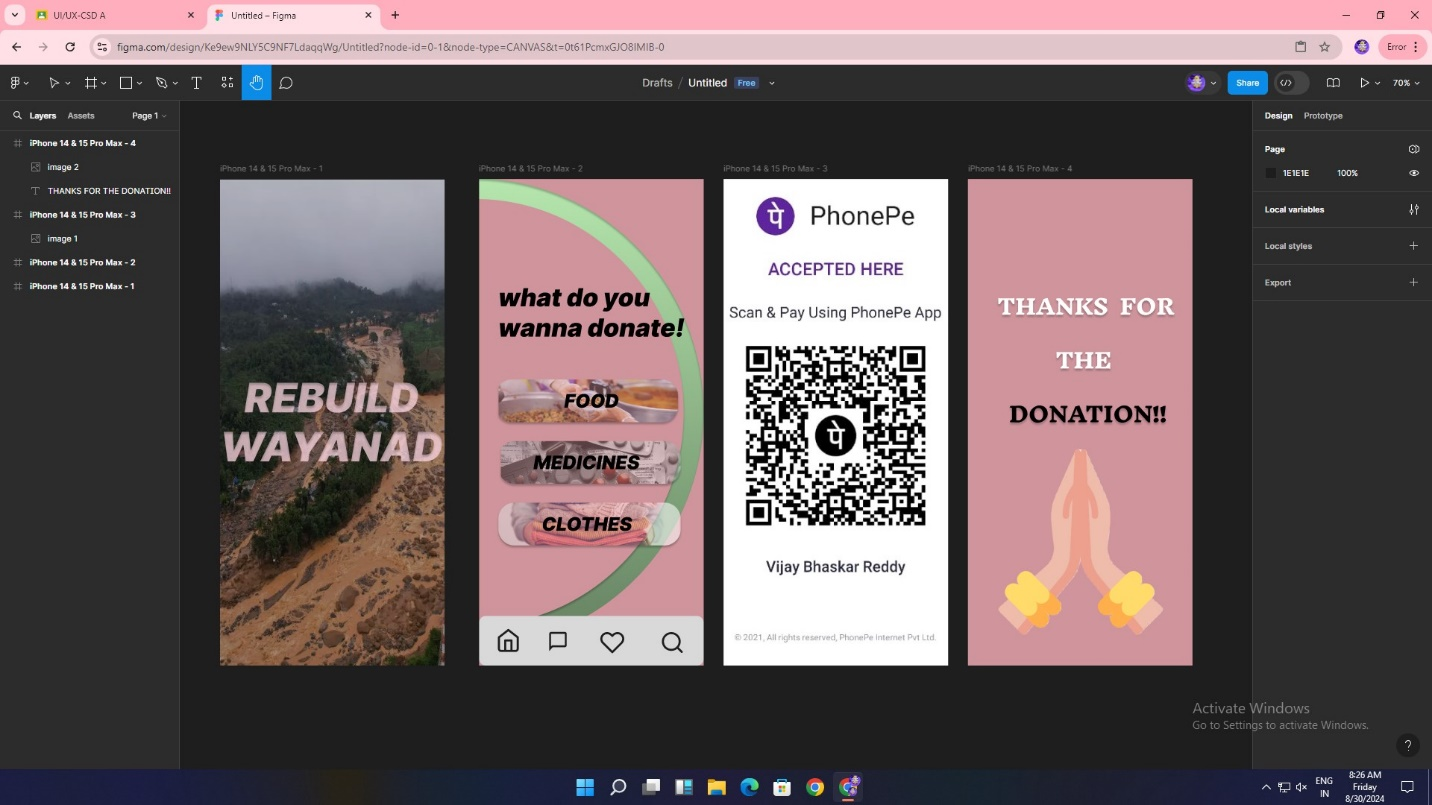 UI/UX-CSD A
Untitled – Figma
figma.com/design/Ke9ew9NLY5C9NF7LdaqqWg/Untitled?node-id=0-1&node-type=CANVAS&t=0t61PcmxGJO8IMIB-0
Error
Drafts / Untitled Free
Share
70%
Layers Assets Page 1
iPhone 14 & 15 Pro Max - 4
image 2
THANKS FOR THE DONATION!!
iPhone 14 & 15 Pro Max - 3
image 1
iPhone 14 & 15 Pro Max - 2
iPhone 14 & 15 Pro Max - 1
iPhone 14 & 15 Pro Max - 1
REBUILD
WAYANAD
iPhone 14 & 15 Pro Max - 2
what do you
wanna donate!
FOOD
MEDICINES
CLOTHES
iPhone 14 & 15 Pro Max - 3
पे PhonePe
ACCEPTED HERE
Scan & Pay Using PhonePe App
पे
Vijay Bhaskar Reddy
© 2021, All rights reserved, PhonePe Internet Pvt Ltd.
iPhone 14 & 15 Pro Max - 4
THANKS FOR
THE
DONATION!!
Design Prototype
Page
1E1E1E 100%
Local variables
Local styles
Export
Activate Windows
Go to Settings to activate Windows.
?
ENG
IN
8:26 AM
Friday
8/30/2024